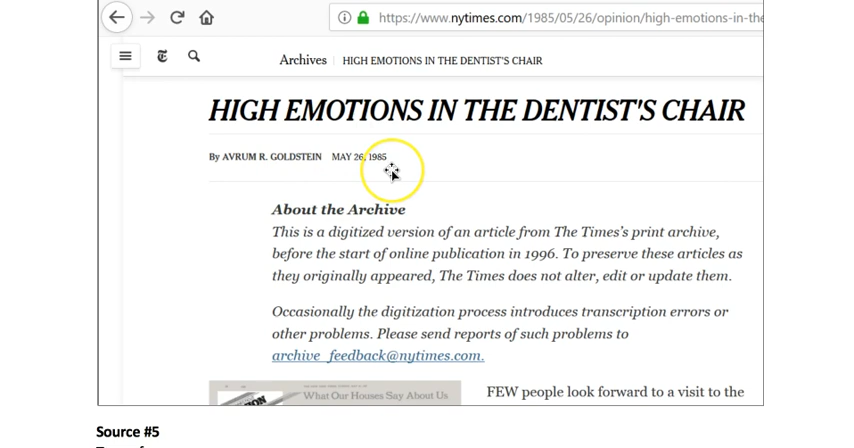 https://www.nytimes.com/1985/05/26/opinion/high-emotions-in-the
Archives | HIGH EMOTIONS IN THE DENTIST'S CHAIR
HIGH EMOTIONS IN THE DENTIST'S CHAIR
By AVRUM R. GOLDSTEIN MAY 26, 1985
About the Archive
This is a digitized version of an article from The Times's print archive,
before the start of online publication in 1996. To preserve these articles as
they originally appeared, The Times does not alter, edit or update them.
Occasionally the digitization process introduces transcription errors or
other problems. Please send reports of such problems to
archive_feedback@nytimes.com.
What Our Houses Say About Us
FEW people look forward to a visit to the
Source #5